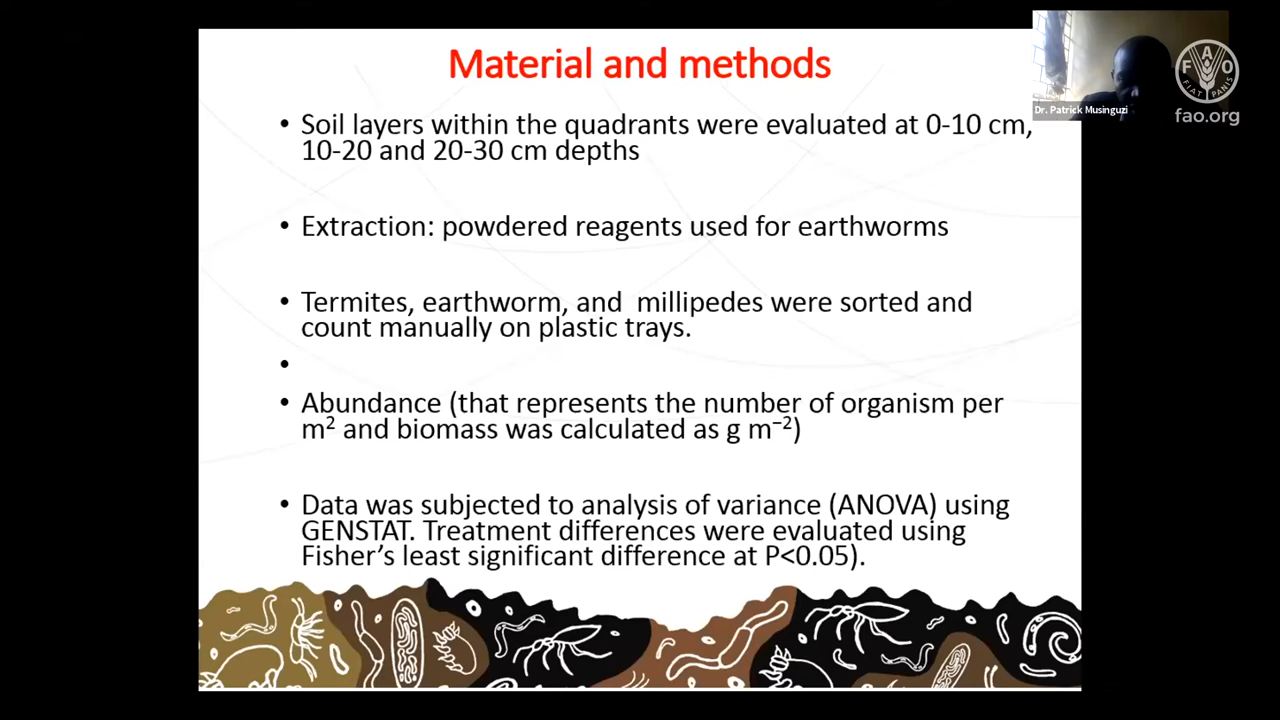 Material and methods
• Soil layers within the quadrants were evaluated at 0-10 cm,
10-20 and 20-30 cm depths
• Extraction: powdered reagents used for earthworms
• Termites, earthworm, and  millipedes were sorted and
count manually on plastic trays.
•
• Abundance (that represents the number of organism per
m² and biomass was calculated as g m⁻²)
• Data was subjected to analysis of variance (ANOVA) using
GENSTAT. Treatment differences were evaluated using
Fisher's least significant difference at P<0.05).
Dr. Patrick Musinguzi
F A O
FIAT PANIS
fao.org